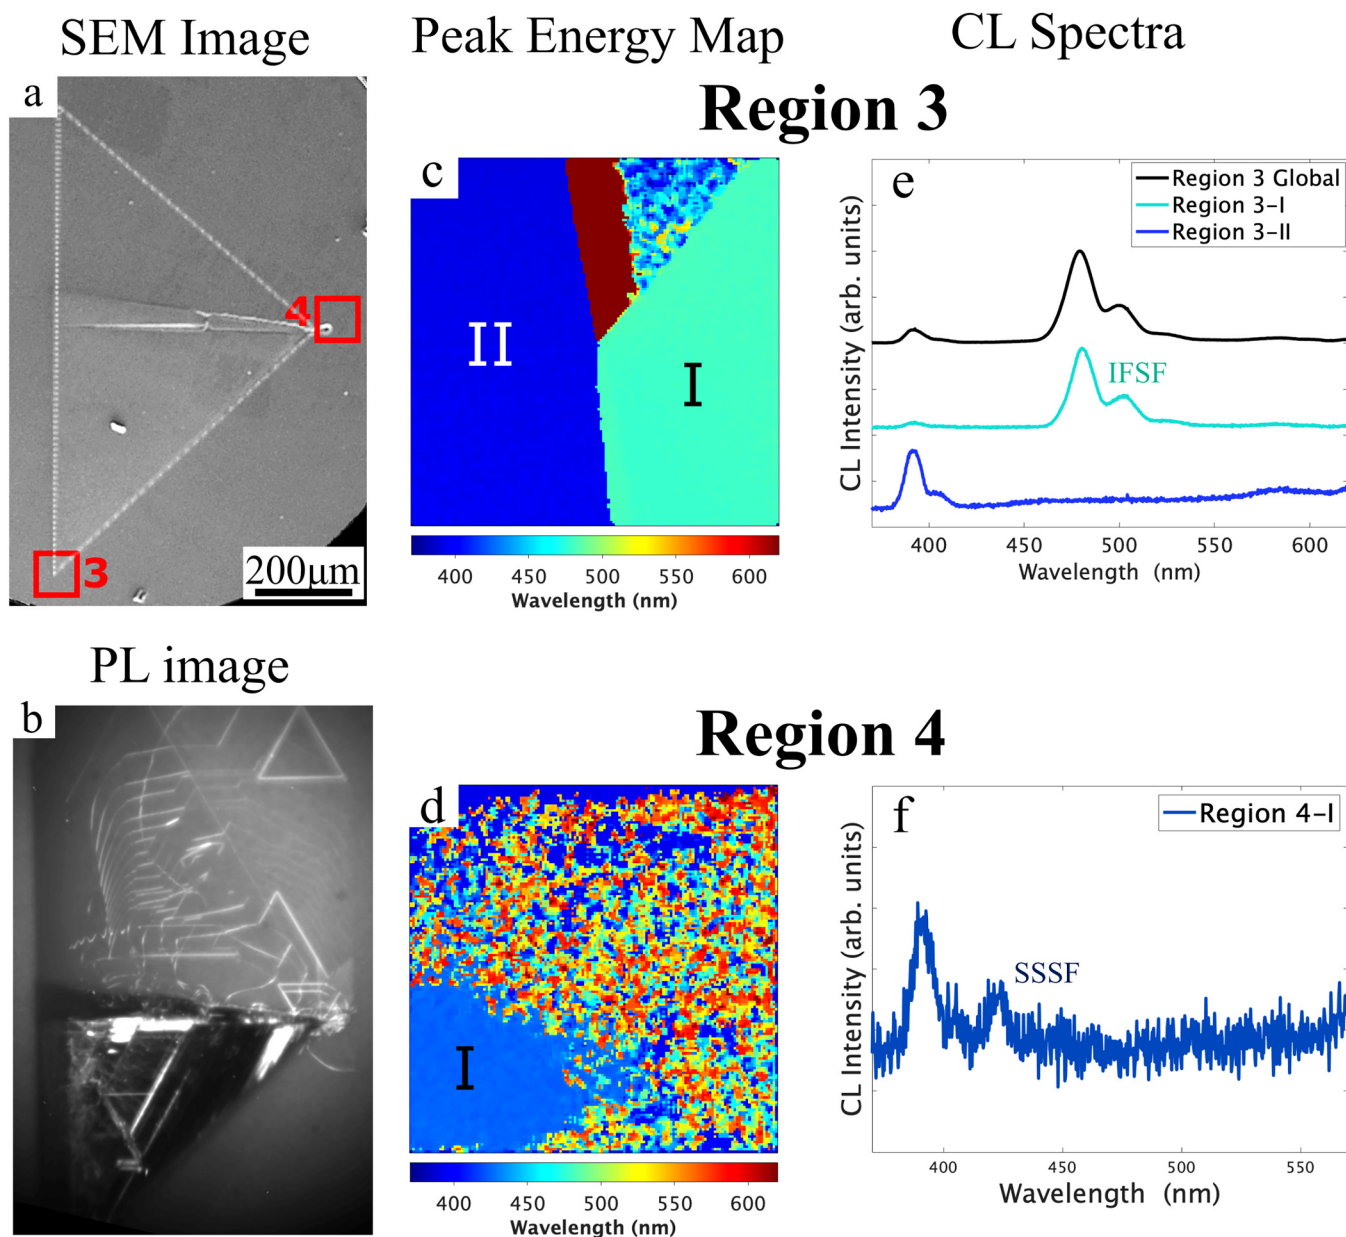 SEM Image
Peak Energy Map
CL Spectra
Region 3
a
4
3
200μm
c
II
I
400 450 500 550 600
Wavelength (nm)
e
Region 3 Global
Region 3-I
Region 3-II
IFSF
CL Intensity (arb. units)
400 450 500 550 600
Wavelength (nm)
PL image
Region 4
b
d
I
400 450 500 550 600
Wavelength (nm)
f
Region 4-I
SSSF
CL Intensity (arb. units)
400 450 500 550
Wavelength (nm)